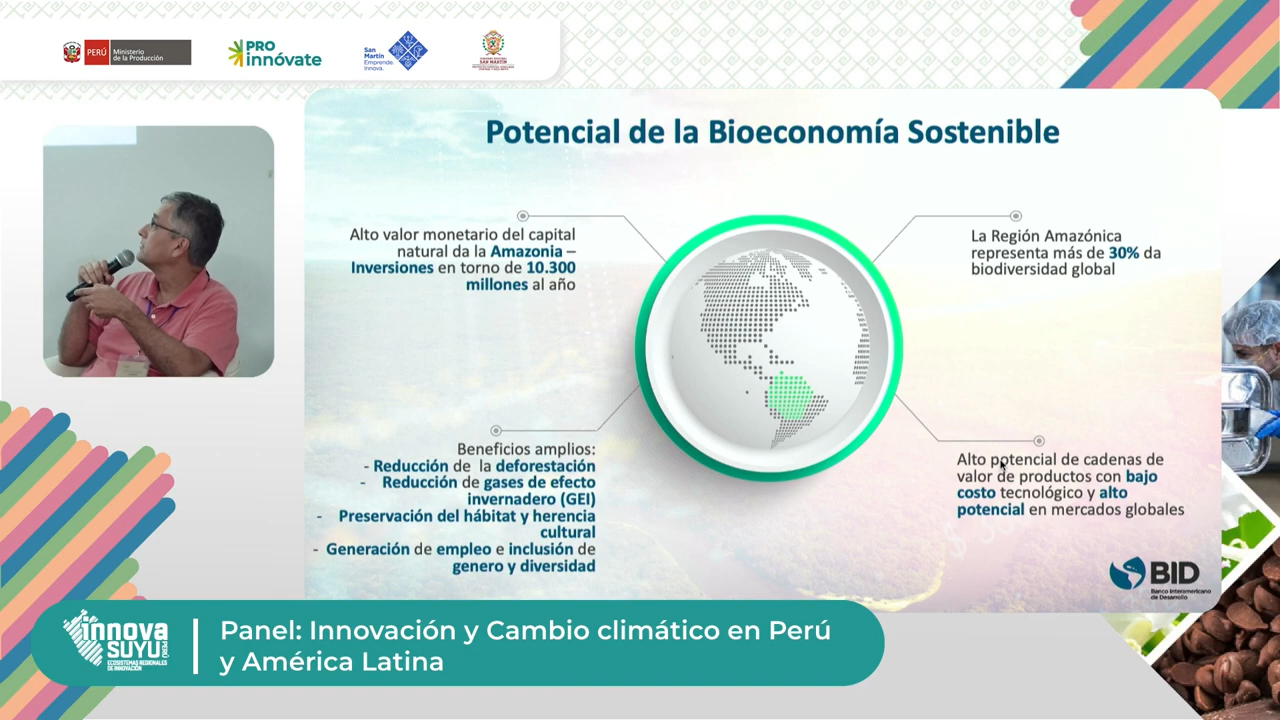 PERÚ
Ministerio
de la Producción
PRO
innóvate
San
Martín
Emprende.
Innova.
SAN MARTÍN
Potencial de la Bioeconomía Sostenible
Alto valor monetario del capital
natural da la Amazonia –
Inversiones en torno de 10.300
millones al año
La Región Amazónica
representa más de 30% da
biodiversidad global
Beneficios amplios:
- Reducción de la deforestación
- Reducción de gases de efecto
invernadero (GEI)
- Preservación del hábitat y herencia
cultural
- Generación de empleo e inclusión de
genero y diversidad
Alto potencial de cadenas de
valor de productos con bajo
costo tecnológico y alto
potencial en mercados globales
BID
Banco Interamericano
de Desarrollo
innova
SUYU
PERÚ
ECOSISTEMAS REGIONALES
DE INNOVACIÓN
Panel: Innovación y Cambio climático en Perú
y América Latina